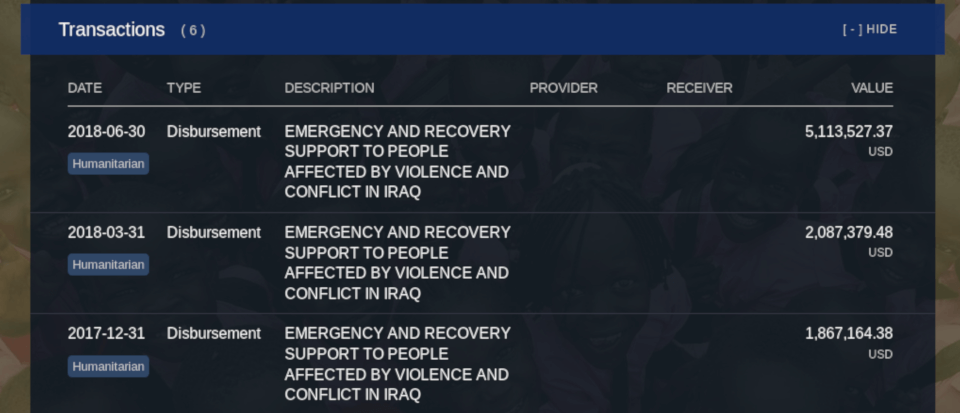 Transactions ( 6 ) [ - ] HIDE
DATE TYPE DESCRIPTION PROVIDER RECEIVER VALUE
2018-06-30 Disbursement EMERGENCY AND RECOVERY 5,113,527.37
SUPPORT TO PEOPLE USD
Humanitarian AFFECTED BY VIOLENCE AND
CONFLICT IN IRAQ
2018-03-31 Disbursement EMERGENCY AND RECOVERY 2,087,379.48
SUPPORT TO PEOPLE USD
Humanitarian AFFECTED BY VIOLENCE AND
CONFLICT IN IRAQ
2017-12-31 Disbursement EMERGENCY AND RECOVERY 1,867,164.38
SUPPORT TO PEOPLE USD
Humanitarian AFFECTED BY VIOLENCE AND
CONFLICT IN IRAQ